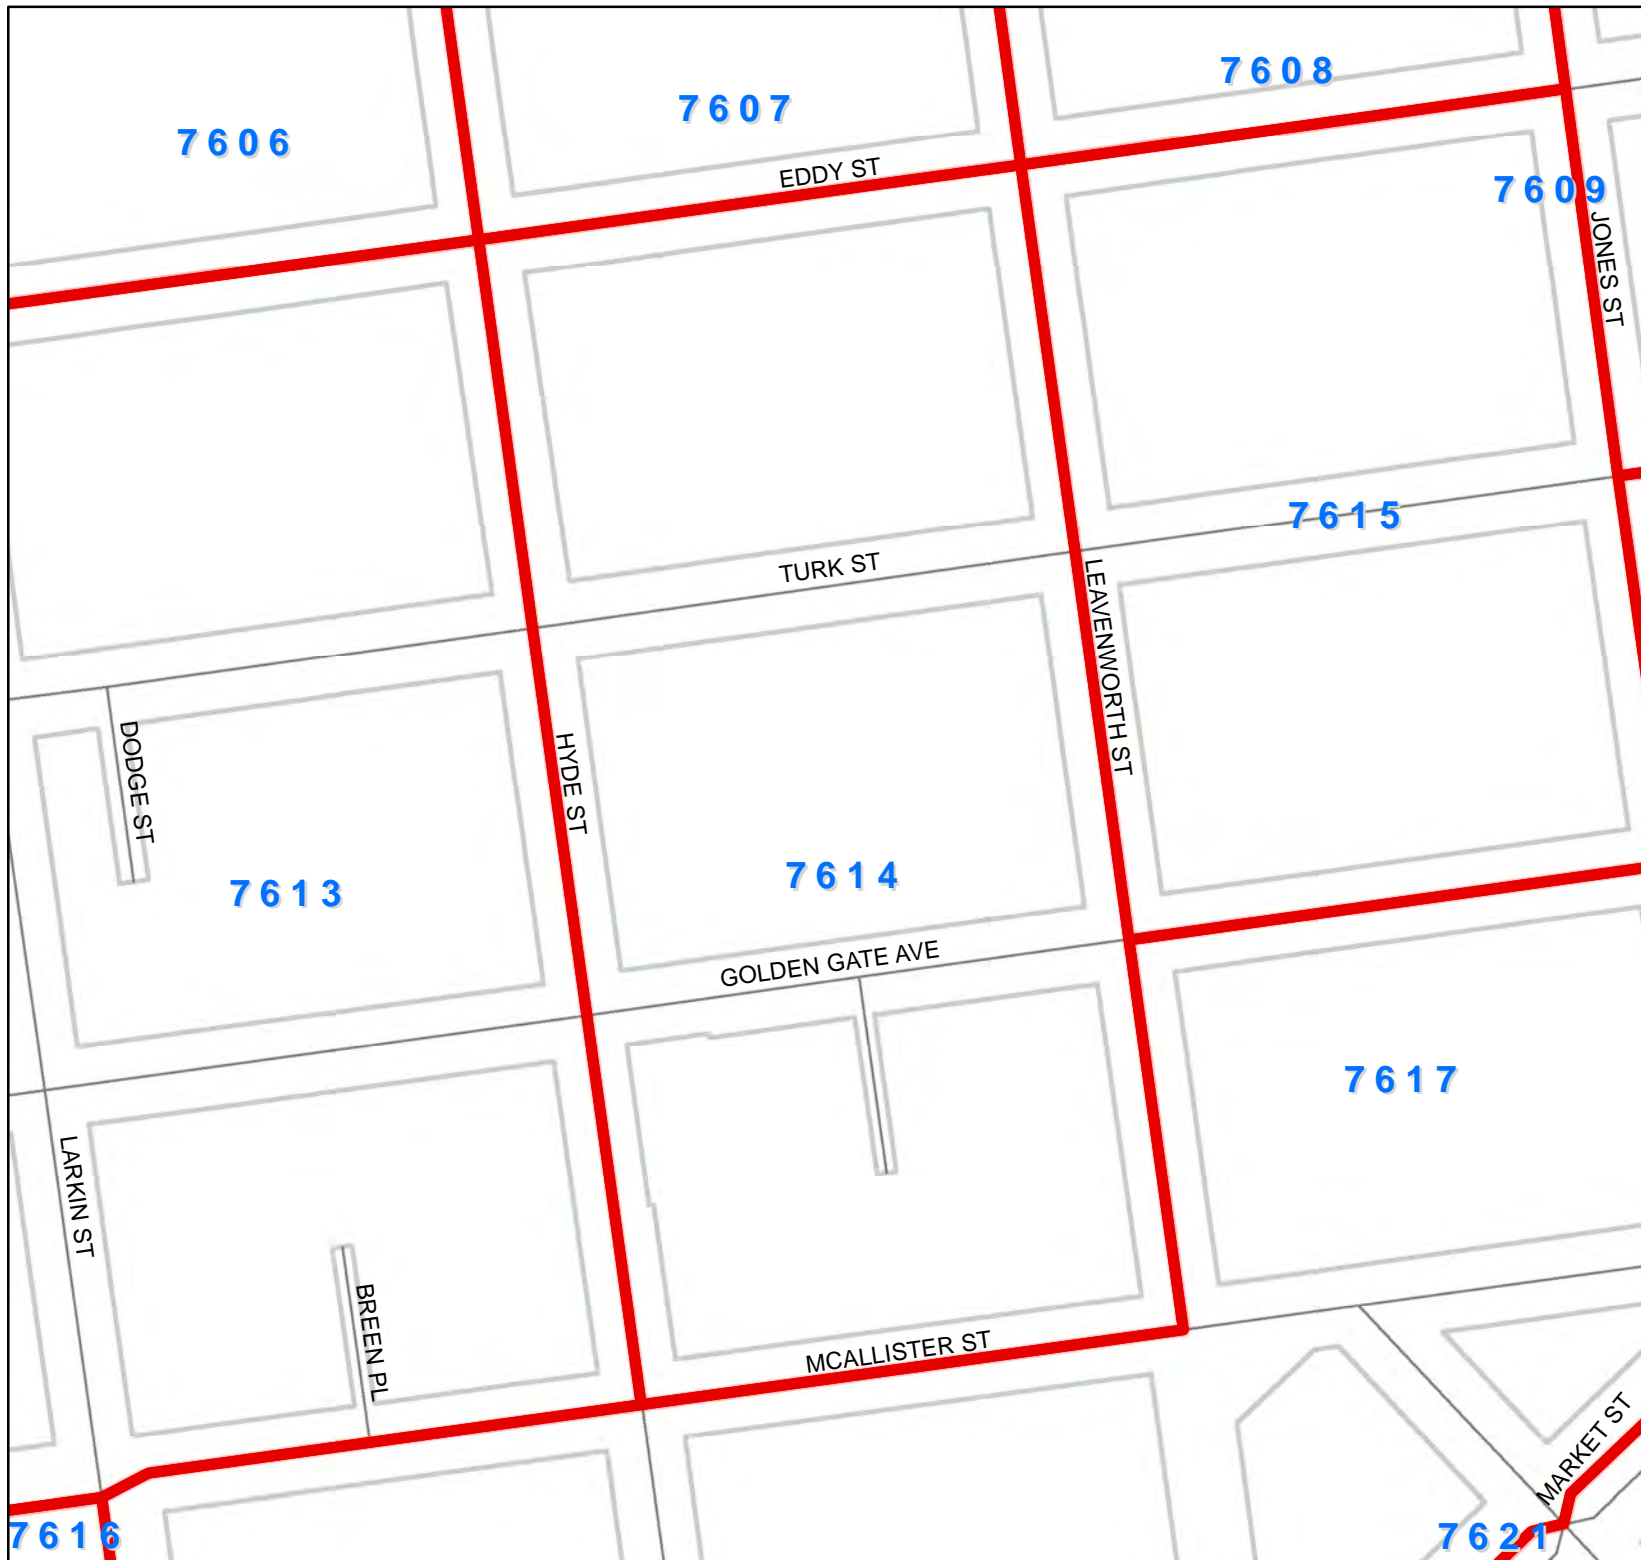 7608
7607
7606
EDDY ST
7609
JONES ST
7615
TURK ST
LEAVENWORTH ST
DODGE ST
HYDE ST
7614
7613
GOLDEN GATE AVE
7617
LARKIN ST
BREEN PL
MCALLISTER ST
MARKET ST
7616
7621